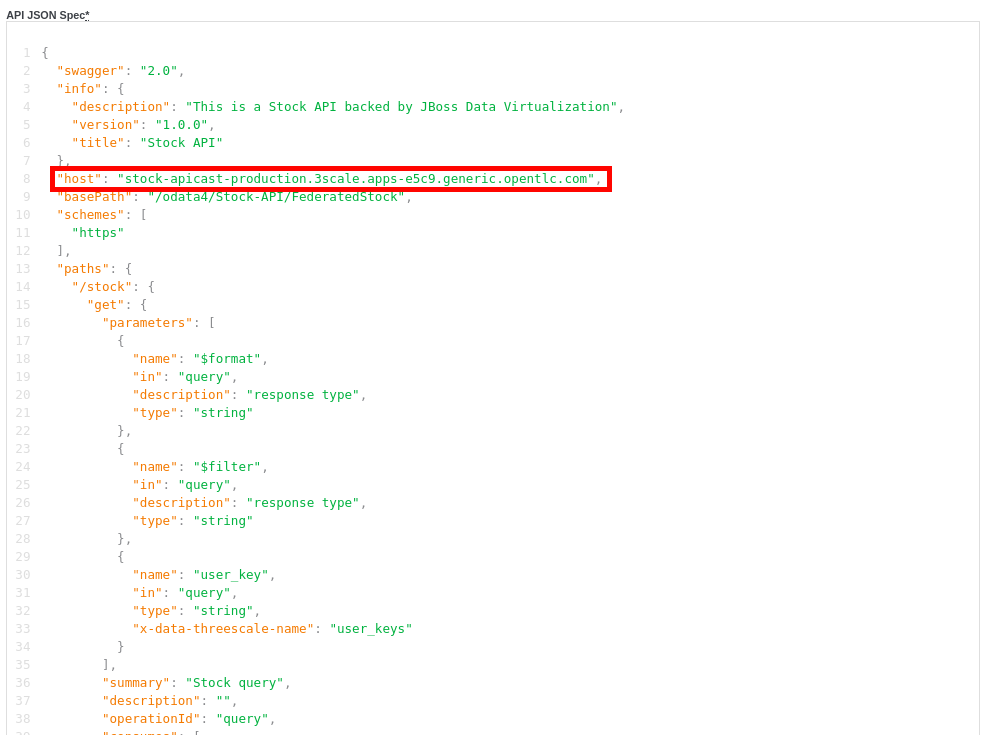 API JSON Spec*
1 {
2   "swagger": "2.0",
3   "info": {
4     "description": "This is a Stock API backed by JBoss Data Virtualization",
5     "version": "1.0.0",
6     "title": "Stock API"
7   },
8   "host": "stock-apicast-production.3scale.apps-e5c9.generic.opentlc.com",
9   "basePath": "/odata4/Stock-API/FederatedStock",
10   "schemes": [
11     "https"
12   ],
13   "paths": {
14     "/stock": {
15       "get": {
16         "parameters": [
17           {
18             "name": "$format",
19             "in": "query",
20             "description": "response type",
21             "type": "string"
22           },
23           {
24             "name": "$filter",
25             "in": "query",
26             "description": "response type",
27             "type": "string"
28           },
29           {
30             "name": "user_key",
31             "in": "query",
32             "type": "string",
33             "x-data-threescale-name": "user_keys"
34           }
35         ],
36         "summary": "Stock query",
37         "description": "",
38         "operationId": "query",
39         "consumes": [